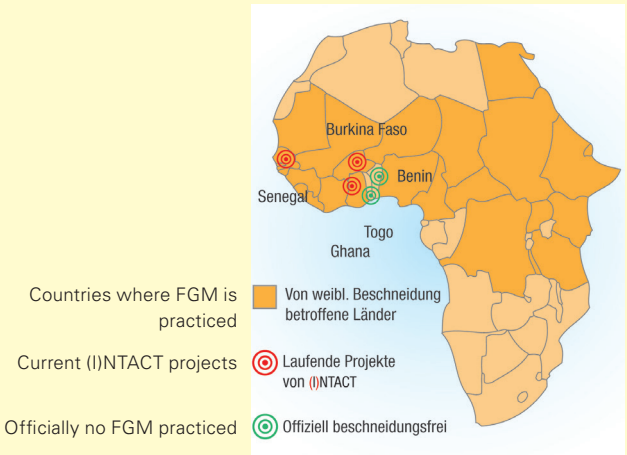 Burkina Faso
Benin
Senegal
Togo
Ghana
Countries where FGM is
practiced
Von weibl. Beschneidung
betroffene Länder
Current (I)NTACT projects
Laufende Projekte
von (I)NTACT
Officially no FGM practiced
Offiziell beschneidungsfrei